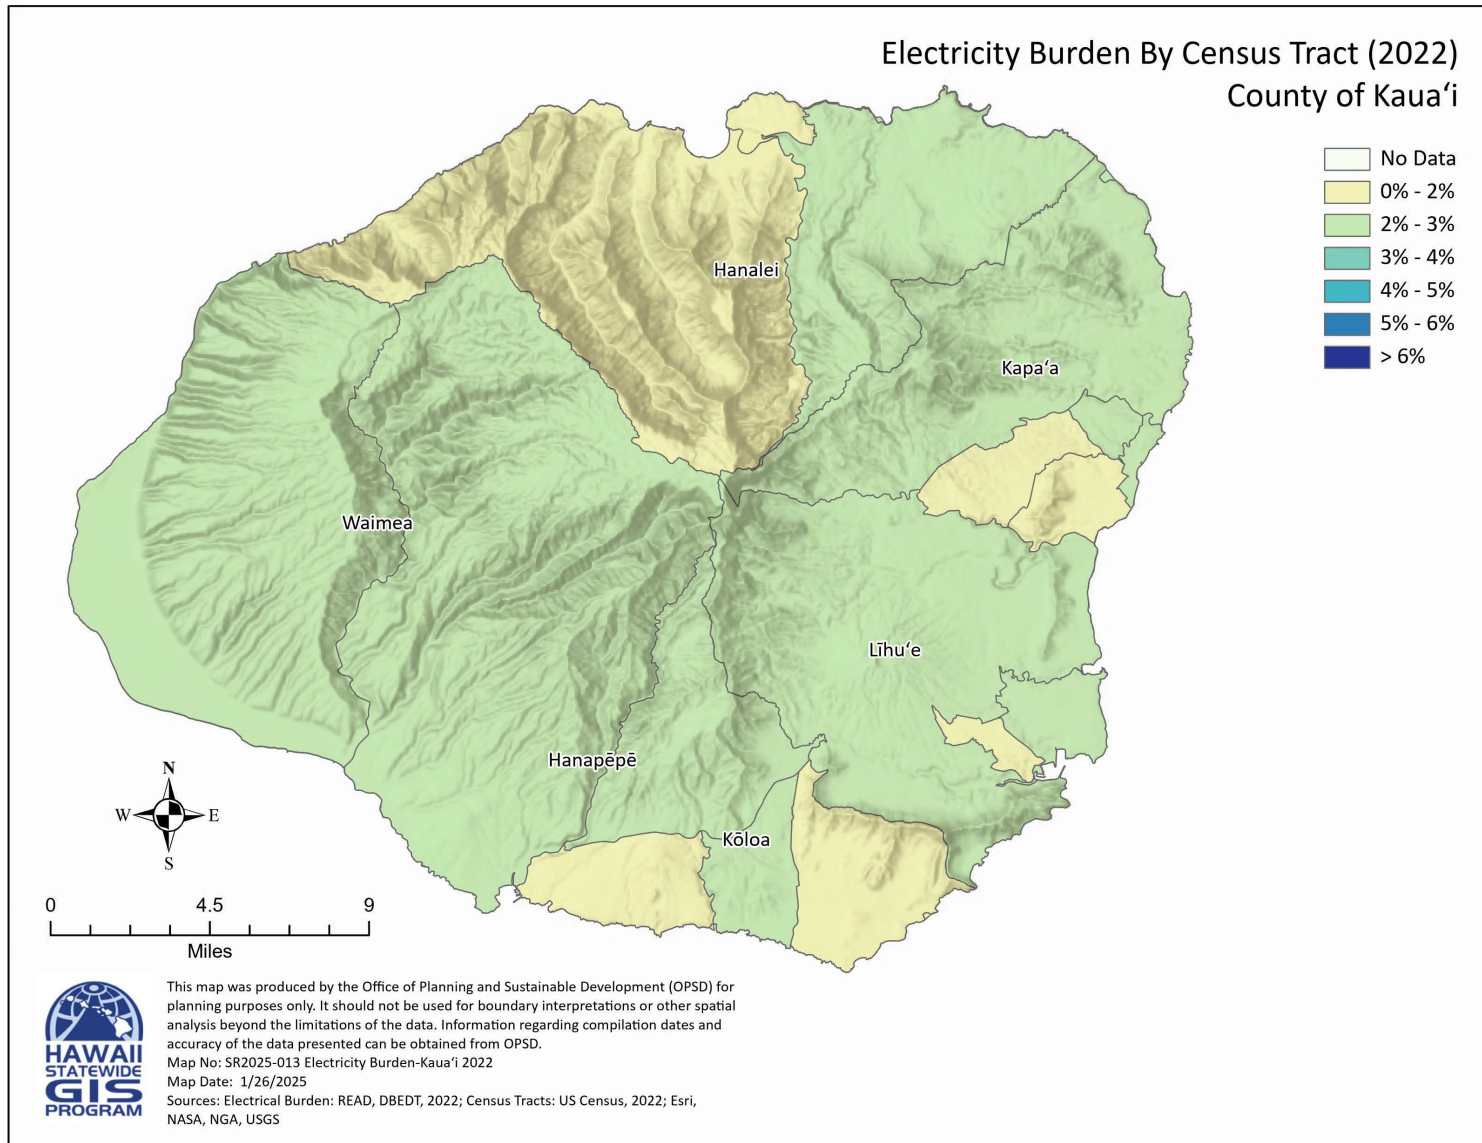 Electricity Burden By Census Tract (2022)
County of Kauaʻi
No Data
0% - 2%
2% - 3%
3% - 4%
4% - 5%
5% - 6%
> 6%
Hanalei
Kapaʻa
Waimea
Līhuʻe
Hanapēpē
Kōloa
N
W
E
S
0
4.5
9
Miles
HAWAII
STATEWIDE
GIS
PROGRAM
This map was produced by the Office of Planning and Sustainable Development (OPSD) for
planning purposes only. It should not be used for boundary interpretations or other spatial
analysis beyond the limitations of the data. Information regarding compilation dates and
accuracy of the data presented can be obtained from OPSD.
Map No: SR2025-013 Electricity Burden-Kauaʻi 2022
Map Date: 1/26/2025
Sources: Electrical Burden: READ, DBEDT, 2022; Census Tracts: US Census, 2022; Esri,
NASA, NGA, USGS